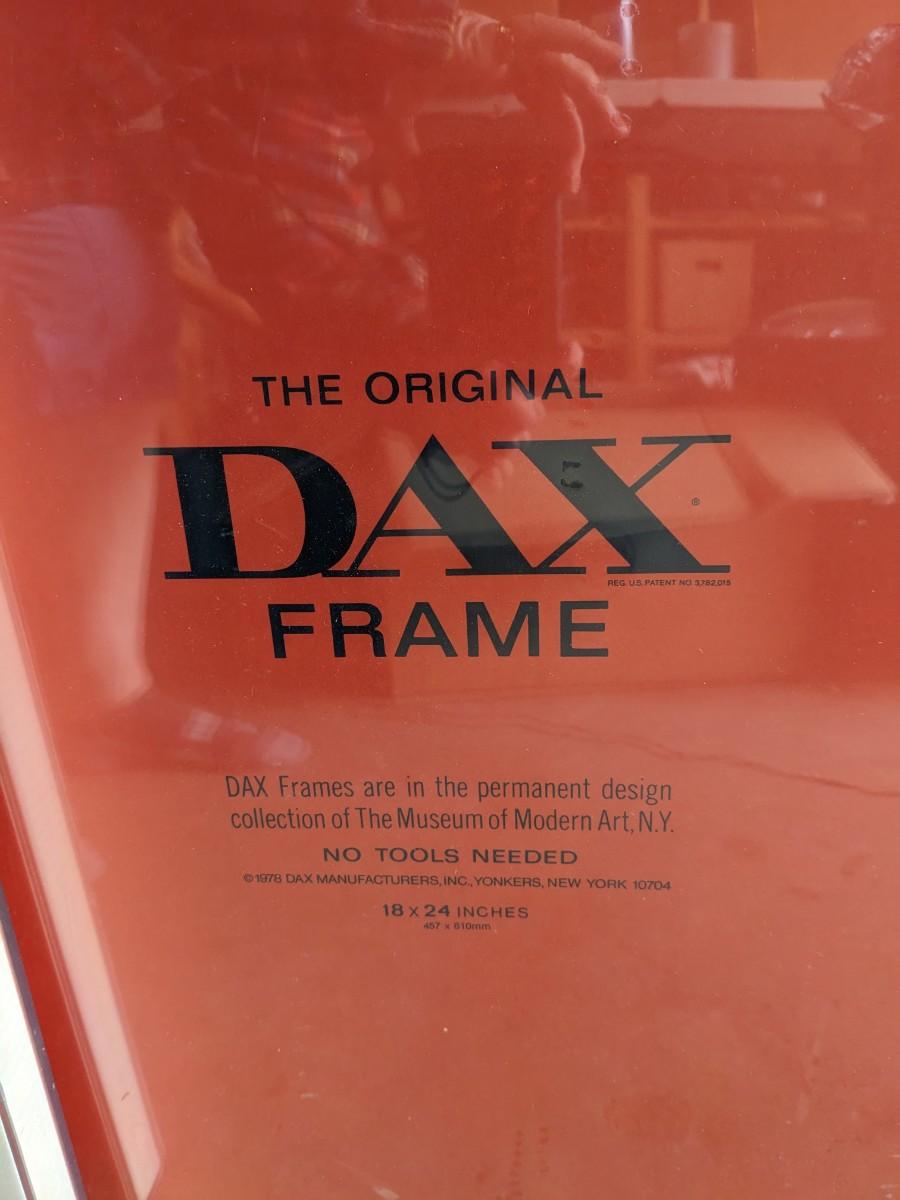 THE ORIGINAL
DAX ®
REG. U.S. PATENT NO 3,782,015
FRAME
DAX Frames are in the permanent design
collection of The Museum of Modern Art, N.Y.
NO TOOLS NEEDED
©1978 DAX MANUFACTURERS, INC., YONKERS, NEW YORK 10704
18 x 24 INCHES
457 x 610mm